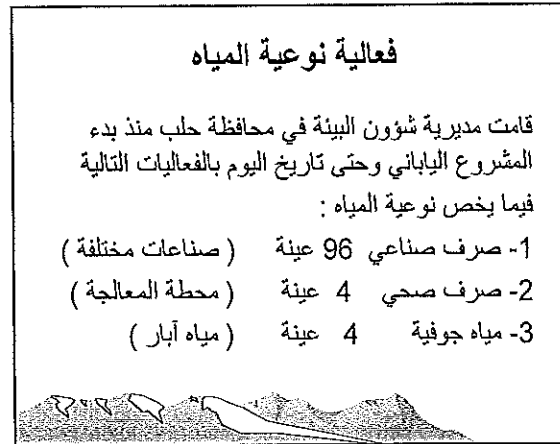 فعالية نوعية المياه
قامت مديرية شؤون البيئة في محافظة حلب منذ بدء
المشروع الياباني وحتى تاريخ اليوم بالفعاليات التالية
فيما يخص نوعية المياه :
1- صرف صناعي 96 عينة ( صناعات مختلفة )
2- صرف صحي 4 عينة ( محطة المعالجة )
3- مياه جوفية 4 عينة ( مياه آبار )